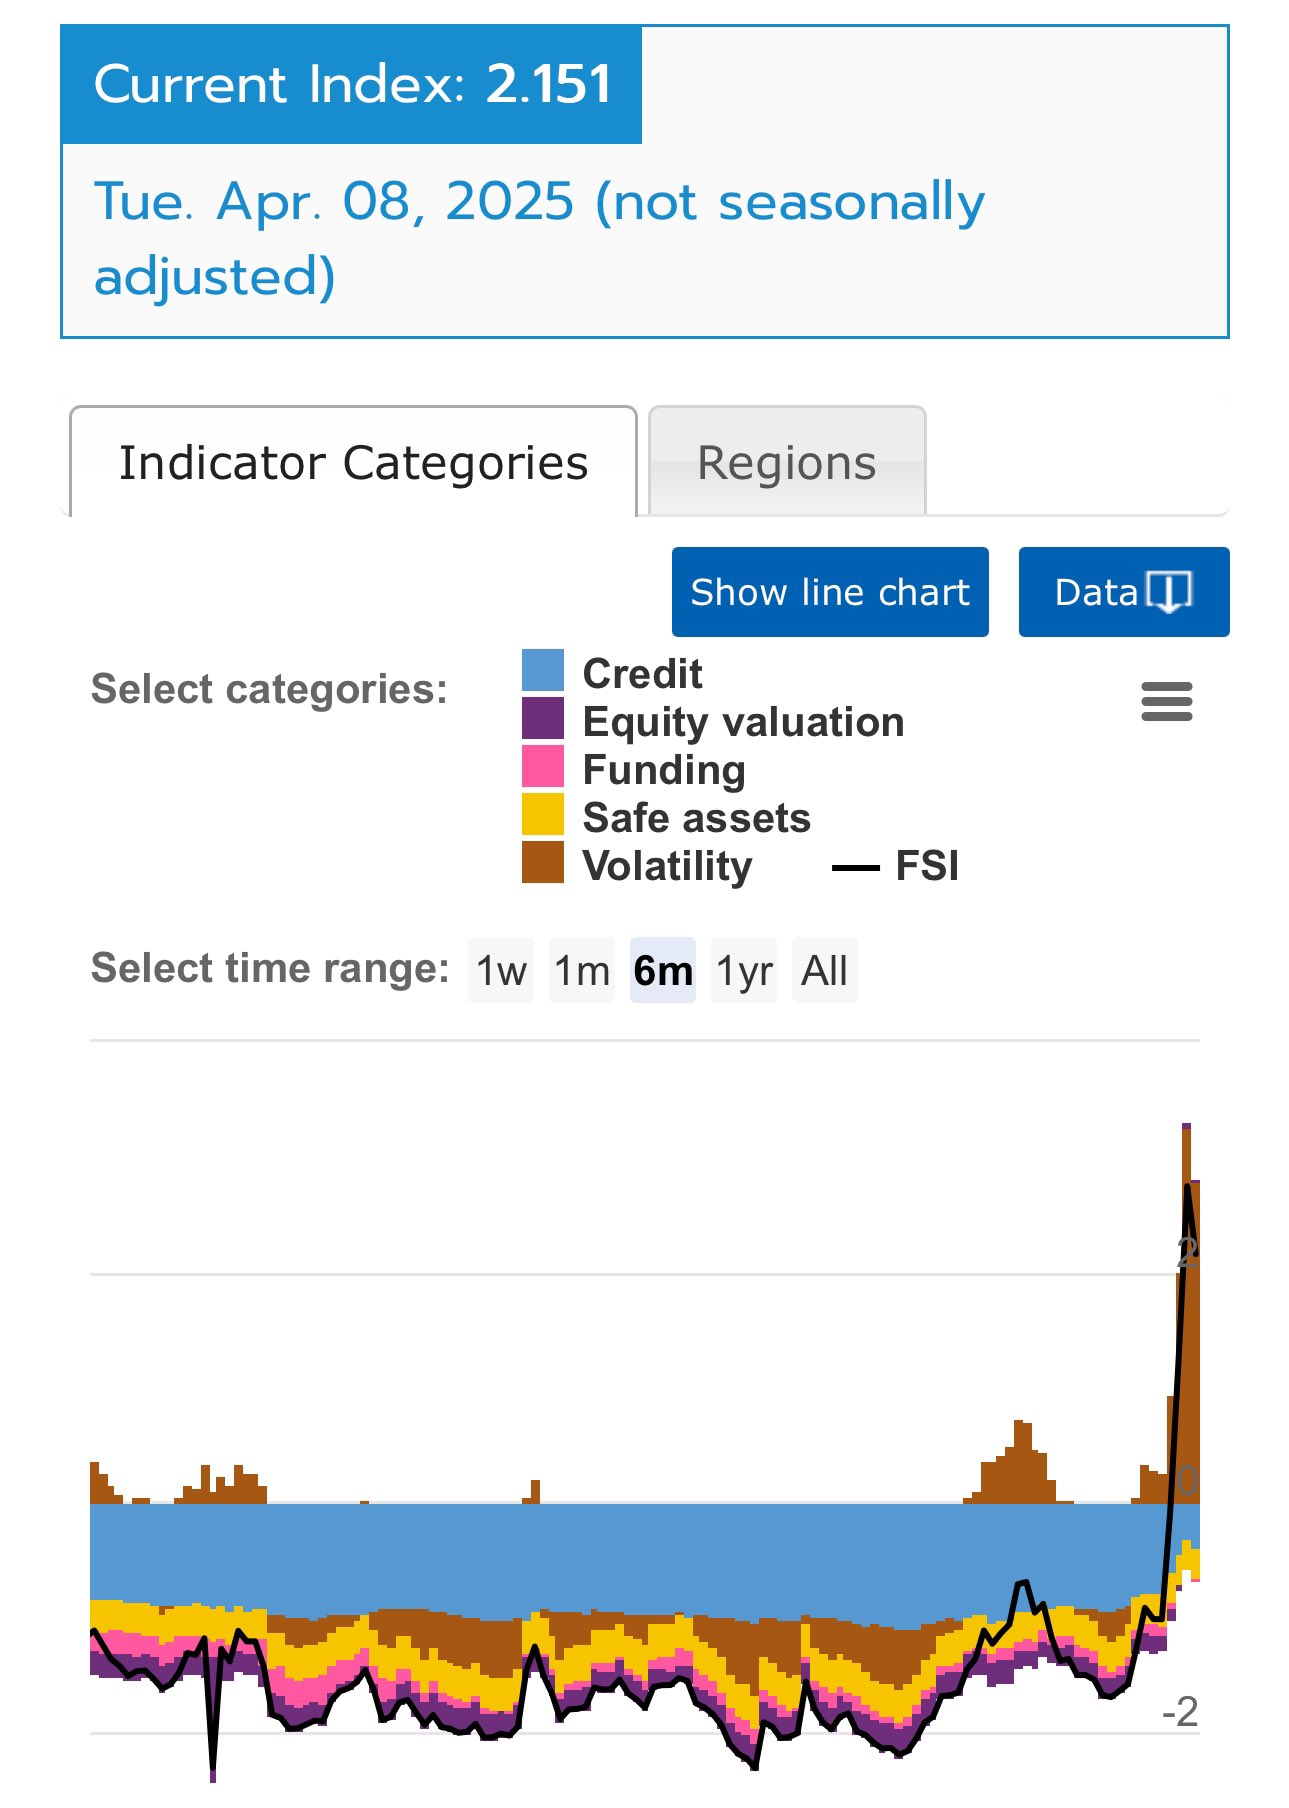 Current Index: 2.151
Tue. Apr. 08, 2025 (not seasonally
adjusted)
Indicator Categories
Regions
Show line chart
Data
Select categories:
Credit
Equity valuation
Funding
Safe assets
Volatility
FSI
Select time range:
1w
1m
6m
1yr
All
2
0
-2